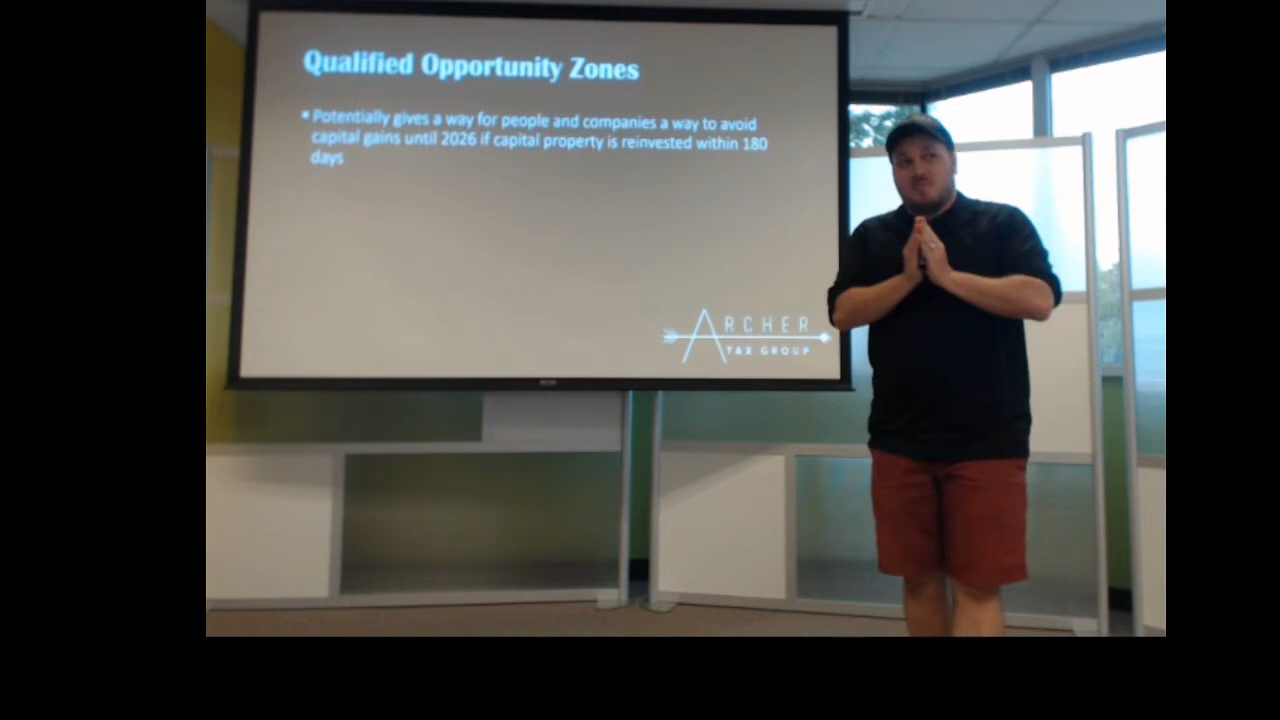 Qualified Opportunity Zones
• Potentially gives a way for people and companies a way to avoid
capital gains until 2026 if capital property is reinvested within 180
days
ARCHER
TAX GROUP